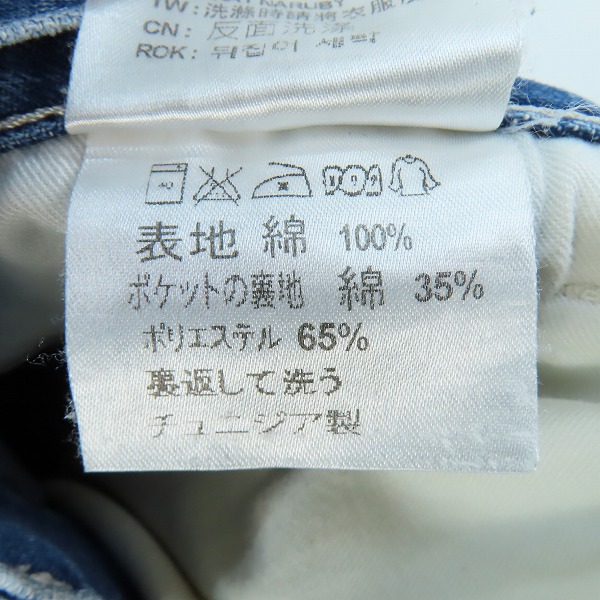 NARUBY
TW: 洗滌時請將衣服
CN: 反面洗涤
ROK: 뒤집어 세탁
表地 綿 100%
ポケットの裏地 綿 35%
ポリエステル 65%
裏返して洗う
チュニジア製